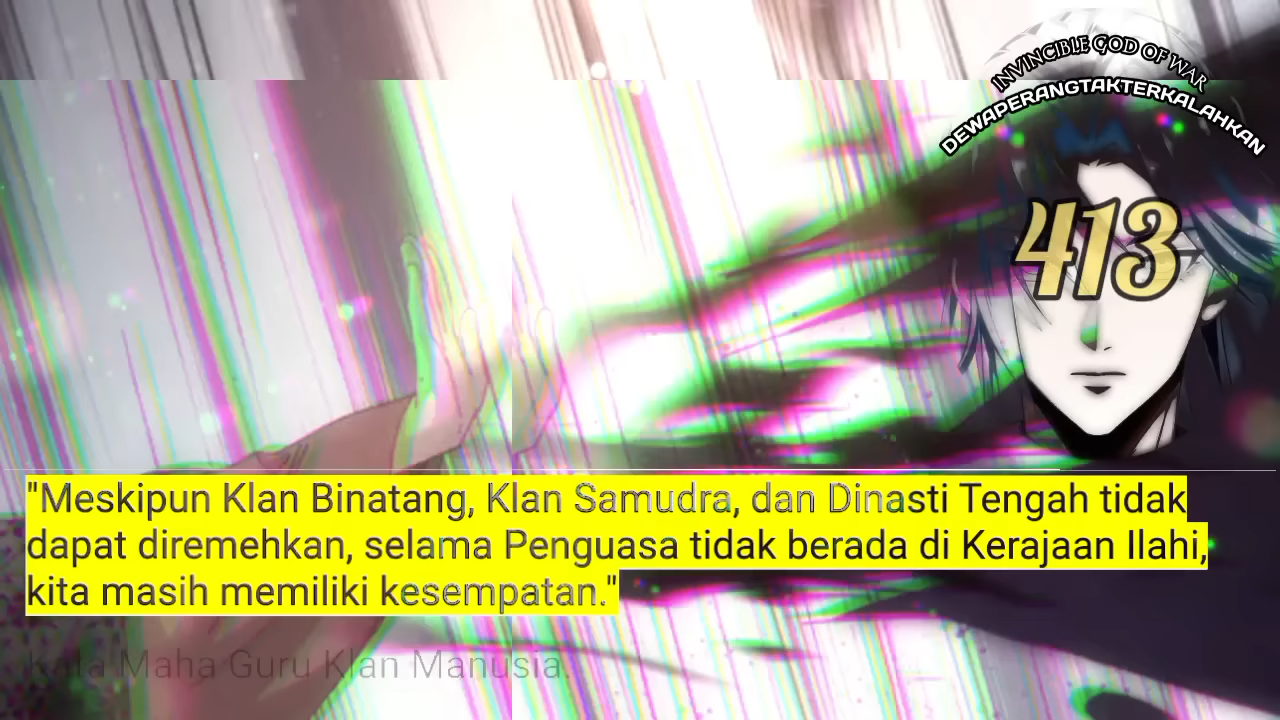 INVINCIBLE GOD OF WAR
DEWAPERANGTAKTERKALAHKAN
413
"Meskipun Klan Binatang, Klan Samudra, dan Dinasti Tengah tidak
dapat diremehkan, selama Penguasa tidak berada di Kerajaan Ilahi,
kita masih memiliki kesempatan."
Kata Maha Guru Klan Manusia.